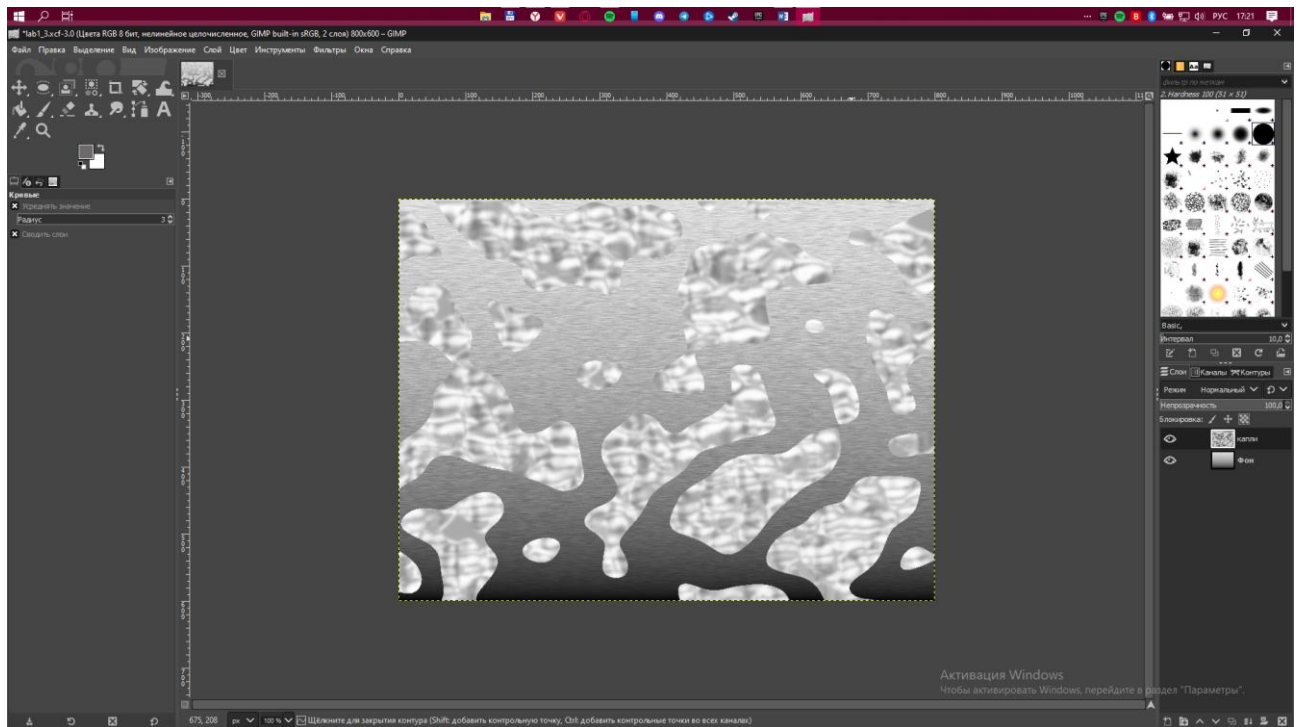 РУС 17:21
*lab1_3.xcf-3.0 (Цвета RGB 8 бит, нелинейное целочисленное, GIMP built-in sRGB, 2 слоя) 800x600 – GIMP
Файл Правка Выделение Вид Изображение Слой Цвет Инструменты Фильтры Окна Справка
фильтр по меткам
2. Hardness 100 (51 × 51)
Кривые
Усреднять значение
Радиус 3
Сводить слои
Basic,
Интервал 10,0
Слои Каналы Контуры
Режим Нормальный
Непрозрачность 100,0
Блокировка:
капли
Фон
Активация Windows
Чтобы активировать Windows, перейдите в раздел "Параметры".
675, 208 px 100 % Щёлкните для закрытия контура (Shift: добавить контрольную точку, Ctrl: добавить контрольные точки во всех каналах)